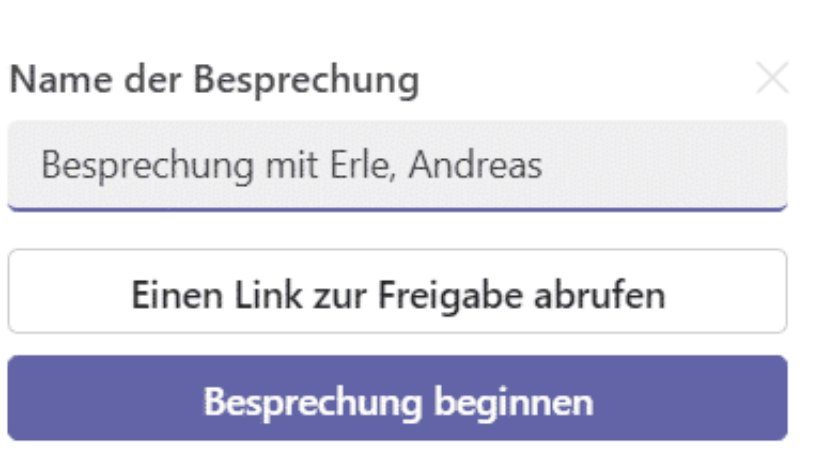 Name der Besprechung
Besprechung mit Erle, Andreas
Einen Link zur Freigabe abrufen
Besprechung beginnen